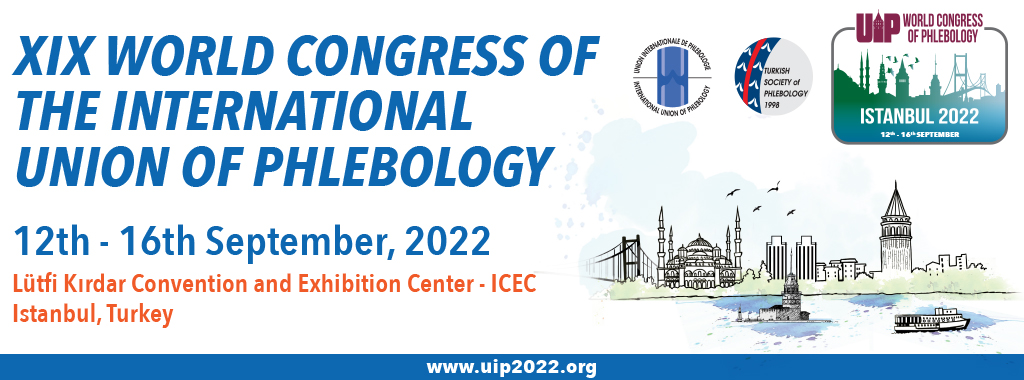 XIX WORLD CONGRESS OF
THE INTERNATIONAL
UNION OF PHLEBOLOGY
12th - 16th September, 2022
Lütfi Kırdar Convention and Exhibition Center - ICEC
Istanbul, Turkey
UNION INTERNATIONALE DE PHLEBOLOGIE
INTERNATIONAL UNION OF PHLEBOLOGY
TURKISH
SOCIETY of
PHLEBOLOGY
1998
UIP WORLD CONGRESS
OF PHLEBOLOGY
ISTANBUL 2022
12th - 16th SEPTEMBER
www.uip2022.org